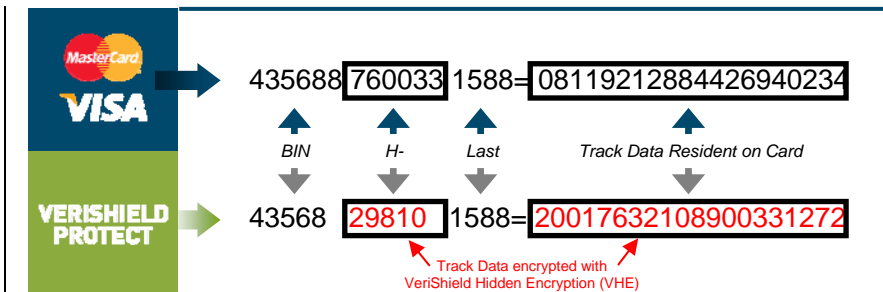 MasterCard
VISA
435688 760033 1588= 08119212884426940234
BIN H- Last Track Data Resident on Card
VERISHIELD
PROTECT
43568 29810 1588= 20017632108900331272
Track Data encrypted with
VeriShield Hidden Encryption (VHE)